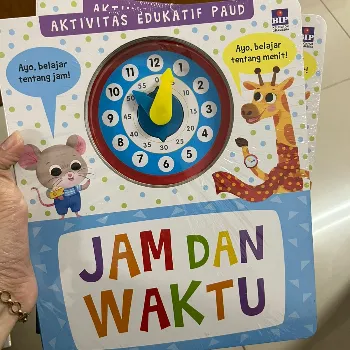 AKTIVITAS EDUKATIF PAUD
BIP
Ayo, belajar
tentang jam!
Ayo, belajar
tentang menit!
12
1
2
3
4
5
6
7
8
9
10
11
JAM DAN
WAKTU